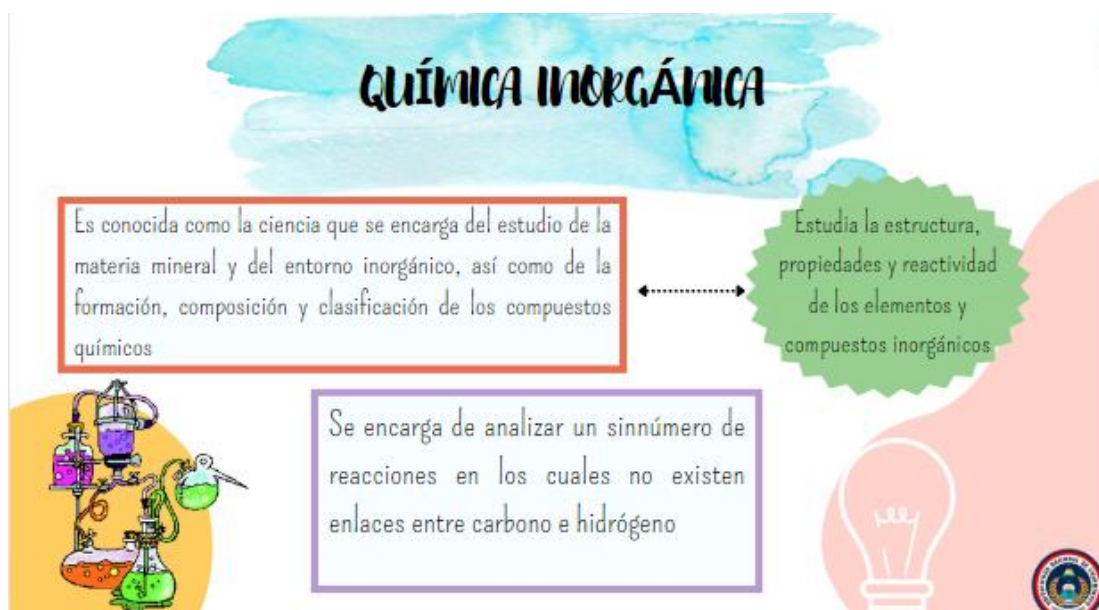 QUÍMICA INORGÁNICA
Es conocida como la ciencia que se encarga del estudio de la
materia mineral y del entorno inorgánico, así como de la
formación, composición y clasificación de los compuestos
químicos
Estudia la estructura,
propiedades y reactividad
de los elementos y
compuestos inorgánicos
Se encarga de analizar un sinnúmero de
reacciones en los cuales no existen
enlaces entre carbono e hidrógeno